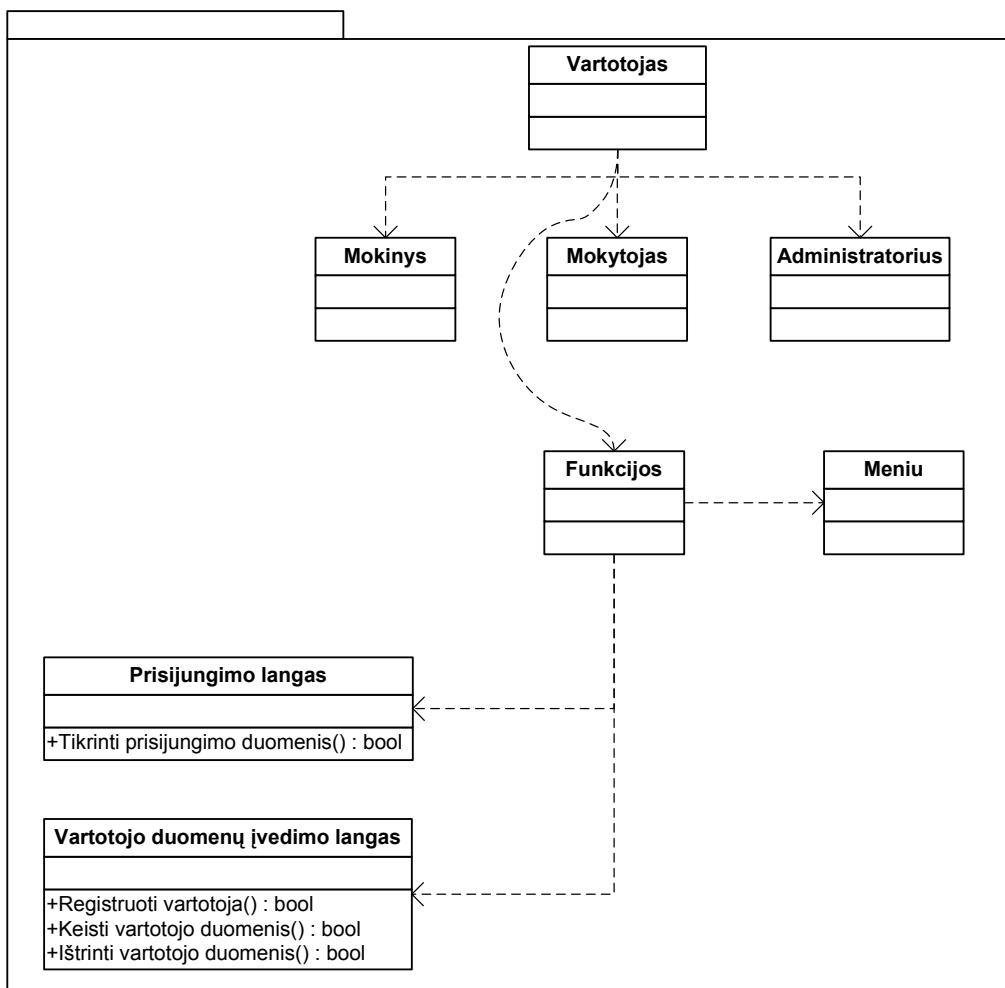 Vartotojas
Mokinys
Mokytojas
Administratorius
Funkcijos
Meniu
Prisijungimo langas
+Tikrinti prisijungimo duomenis() : bool
Vartotojo duomenų įvedimo langas
+Registruoti vartotoja() : bool
+Keisti vartotojo duomenis() : bool
+Ištrinti vartotojo duomenis() : bool